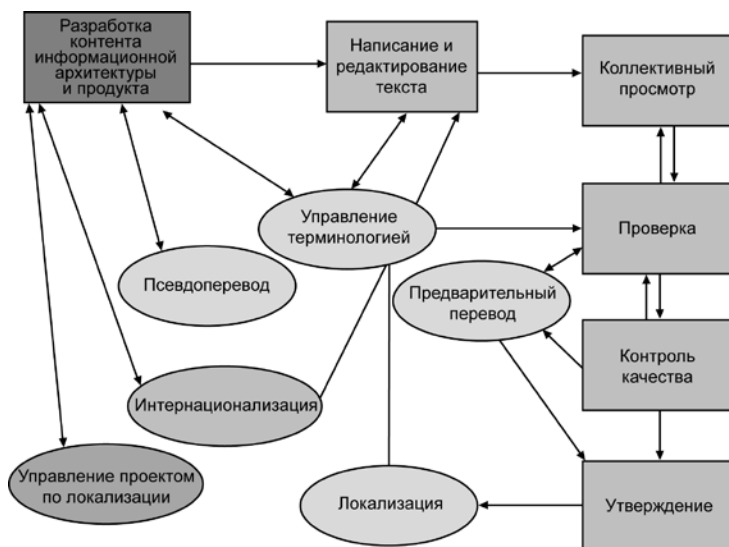 Разработка
контента
информационной
архитектуры
и продукта
Написание и
редактирование
текста
Коллективный
просмотр
Управление
терминологией
Проверка
Псевдоперевод
Предварительный
перевод
Контроль
качества
Интернационализация
Управление проектом
по локализации
Локализация
Утверждение